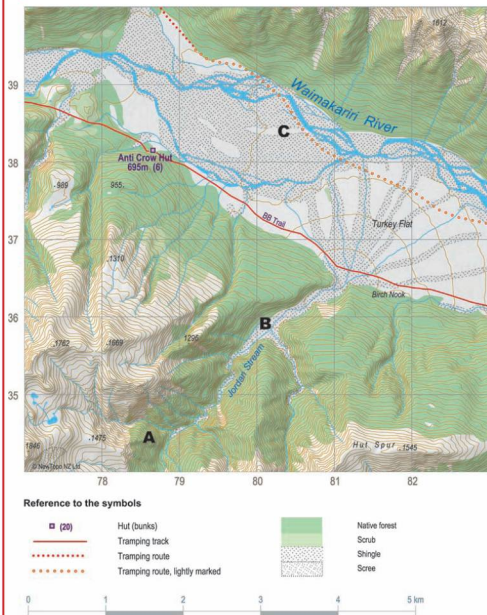 1612
39
Waimakariri River
C
38
Anti Crow Hut
695m (6)
989
955
BB Trail
Turkey Flat
37
1310
Birch Nook
36
B
1296
1762
1669
Jordan Stream
35
A
1475
1846
Hut Spur
1545
© NewTopo NZ Ltd
78 79 80 81 82
Reference to the symbols
(20) Hut (bunks)
Tramping track
Tramping route
Tramping route, lightly marked
Native forest
Scrub
Shingle
Scree
0 1 2 3 4 5 km